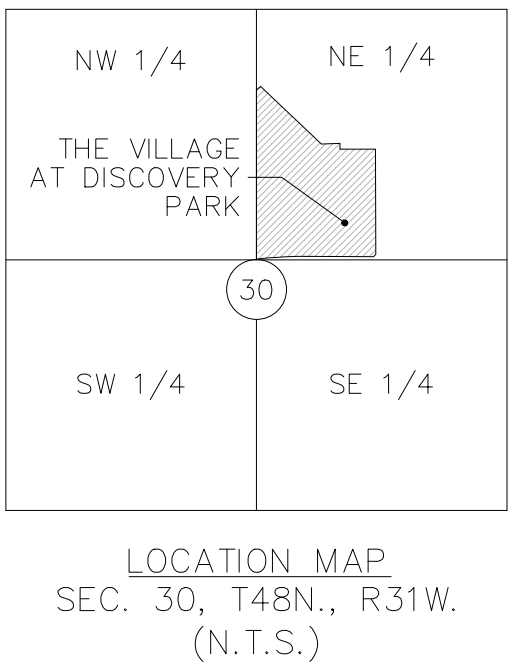 NW 1/4
NE 1/4
THE VILLAGE
AT DISCOVERY
PARK
30
SW 1/4
SE 1/4
LOCATION MAP
SEC. 30, T48N., R31W.
(N.T.S.)